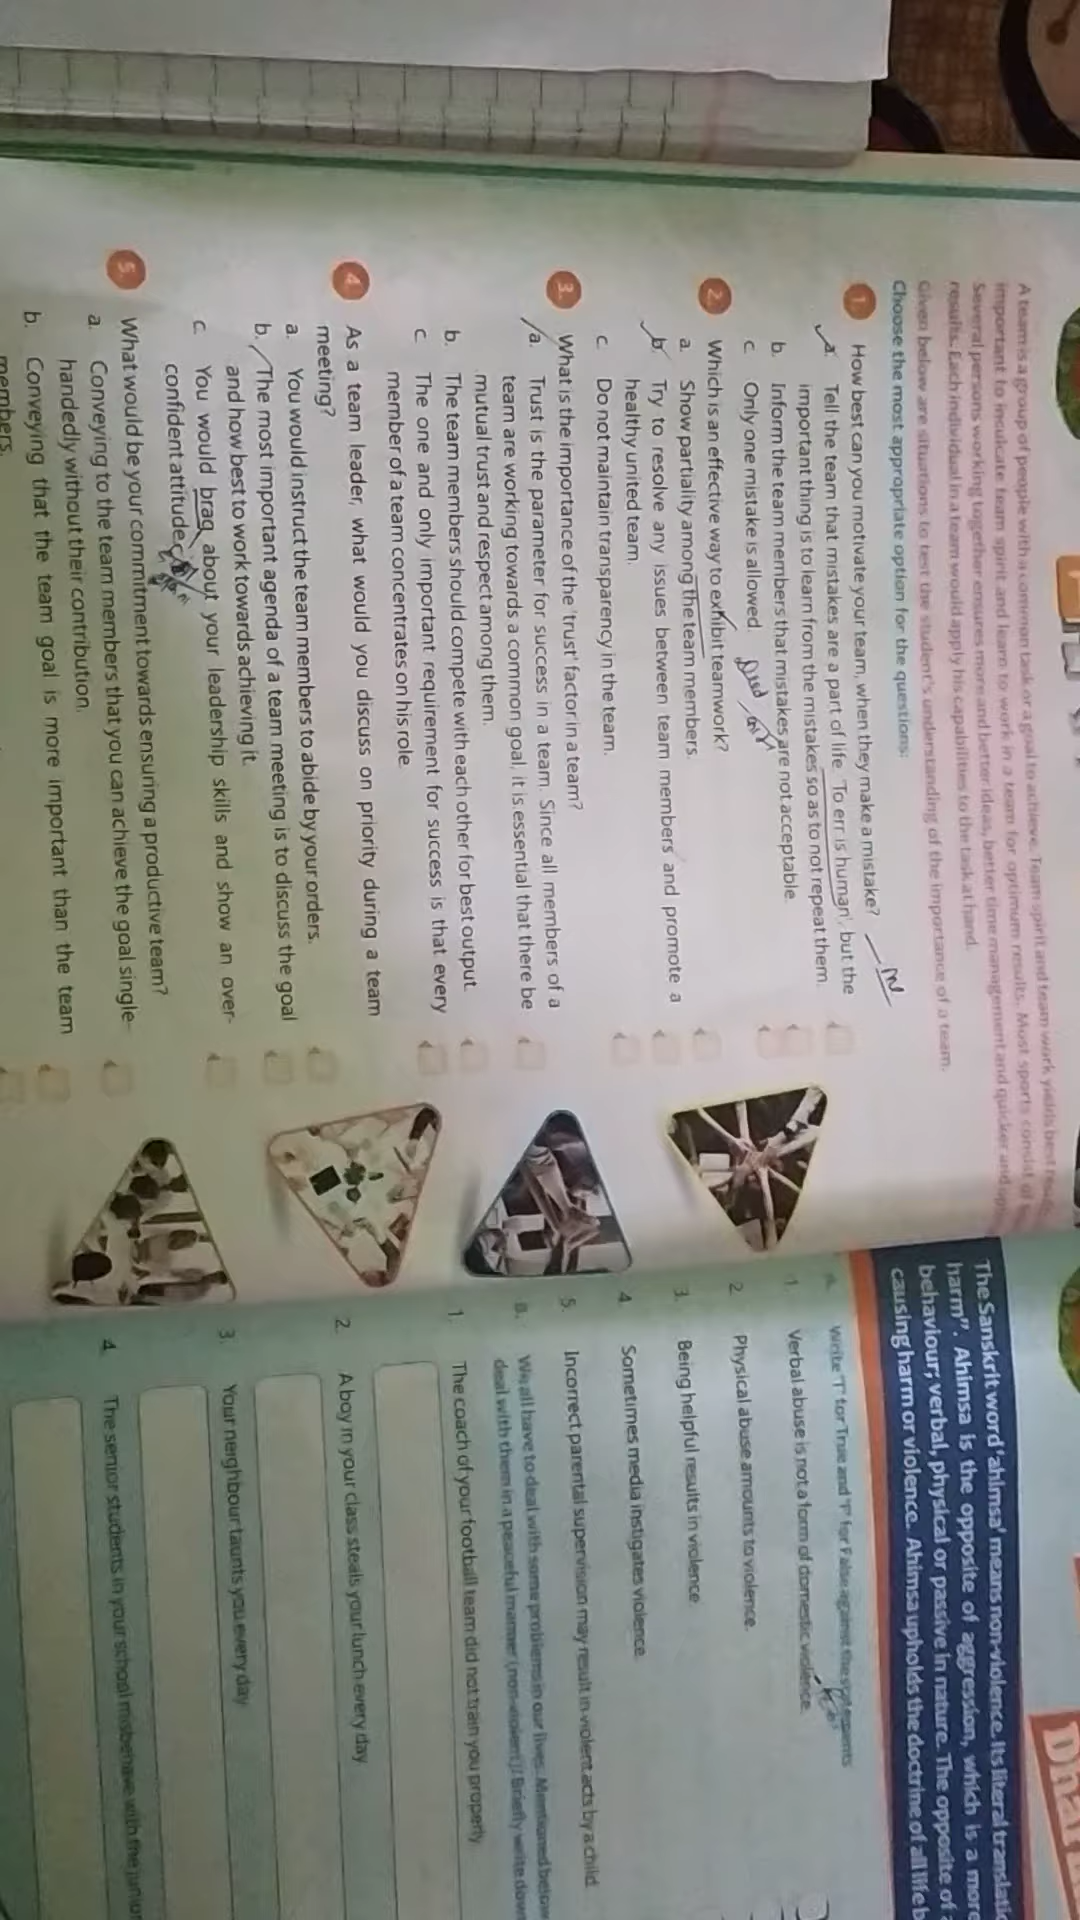 A team is a group of people with a common task or a goal to achieve. Team spirit and team work yields best
important to inculcate team spirit and learn to work in a team for optimum results. Most sports consist of
Several persons working together ensures more and better ideas, better time management and quicker and
results. Each individual in a team would apply his capabilities to the task at hand.
Given below are situations to test the student's understanding of the importance of a team.
Choose the most appropriate option for the questions:
1. How best can you motivate your team, when they make a mistake?
a. Tell the team that mistakes are a part of life. 'To err is human', but the
important thing is to learn from the mistakes so as to not repeat them.
b. Inform the team members that mistakes are not acceptable.
c. Only one mistake is allowed.
2. Which is an effective way to exhibit teamwork?
a. Show partiality among the team members.
b. Try to resolve any issues between team members and promote a
healthy united team.
c. Do not maintain transparency in the team.
3. What is the importance of the 'trust' factor in a team?
a. Trust is the parameter for success in a team. Since all members of a
team are working towards a common goal, it is essential that there be
mutual trust and respect among them.
b. The team members should compete with each other for best output.
c. The one and only important requirement for success is that every
member of a team concentrates on his role.
4. As a team leader, what would you discuss on priority during a team
meeting?
a. You would instruct the team members to abide by your orders.
b. The most important agenda of a team meeting is to discuss the goal
and how best to work towards achieving it.
c. You would brag about your leadership skills and show an over-
confident attitude.
5. What would be your commitment towards ensuring a productive team?
a. Conveying to the team members that you can achieve the goal single-
handedly without their contribution.
b. Conveying that the team goal is more important than the team
members.
The Sanskrit word 'ahimsa' means non-violence. Its literal
harm". Ahimsa is the opposite of aggression, which is a more
behaviour; verbal, physical or passive in nature. The opposite of
causing harm or violence. Ahimsa upholds the doctrine of all life
A. Write 'T' for True and 'F' for False against the statements
1. Verbal abuse is not a form of domestic violence.
2. Physical abuse amounts to violence.
3. Being helpful results in violence.
4. Sometimes media instigates violence.
5. Incorrect parental supervision may result in violent acts by a child.
B. We all have to deal with some problems in our lives. Mentioned below
deal with them in a peaceful manner (non-violent)! Briefly write down
1. The coach of your football team did not train you properly.
2. A boy in your class steals your lunch every day
3. Your neighbour taunts you every day
4. The senior students in your school misbehave with the junior